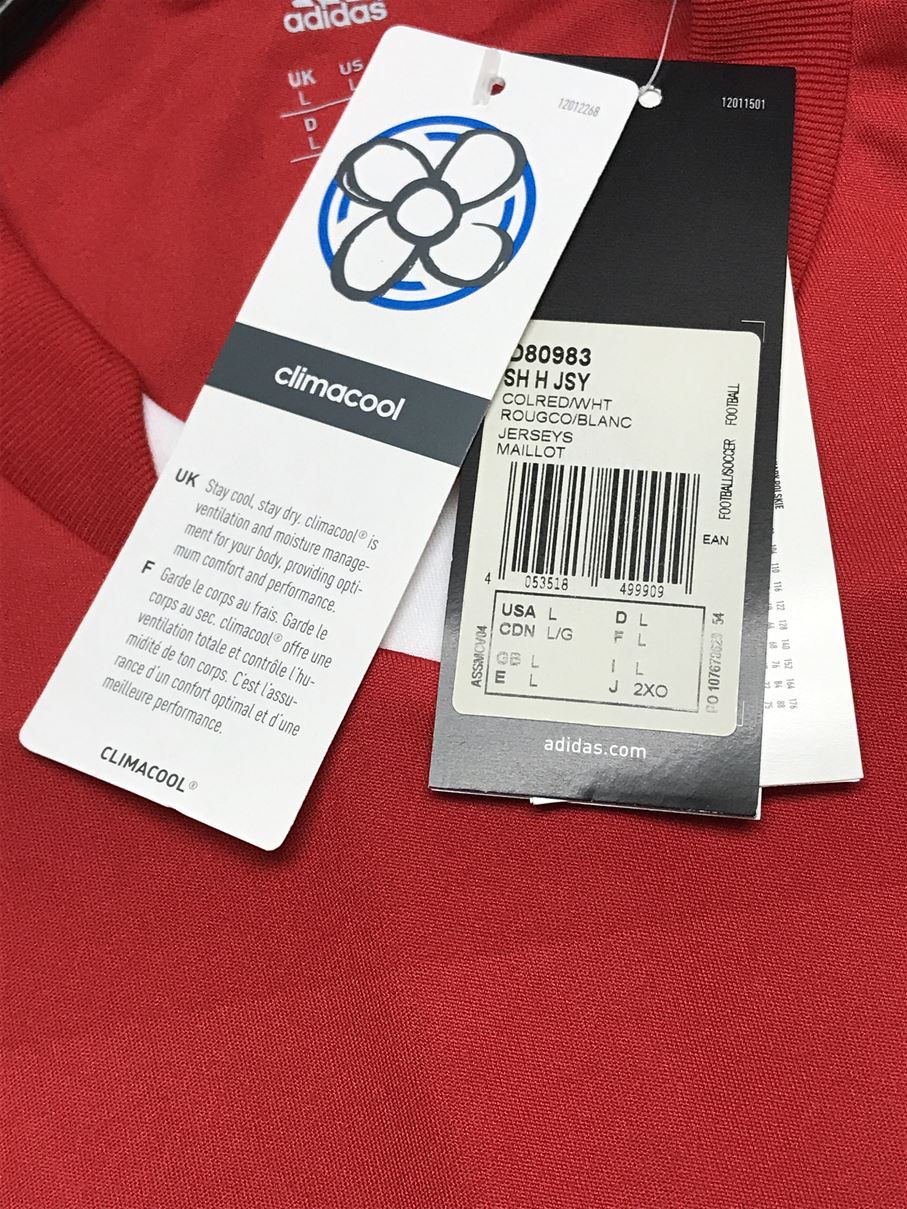 adidas
UK US
L L
D
L
12012268
climacool
UK Stay cool, stay dry. climacool® is
ventilation and moisture manage-
ment for your body, providing opti-
mum comfort and performance.
F Garde le corps au frais. Garde le
corps au sec. climacool® offre une
ventilation totale et contrôle l'hu-
midité de ton corps. C'est l'assu-
rance d'un confort optimal et d'une
meilleure performance.
CLIMACOOL®
12011501
D80983
SH H JSY
COLRED/WHT
ROUGCO/BLANC
JERSEYS
MAILLOT
FOOTBALL/SOCCER FOOTBALL
EAN
4 053518 499909
USA L D L
CDN L/G F L
GB L I L
E L J 2XO
ASSMCV04
adidas.com